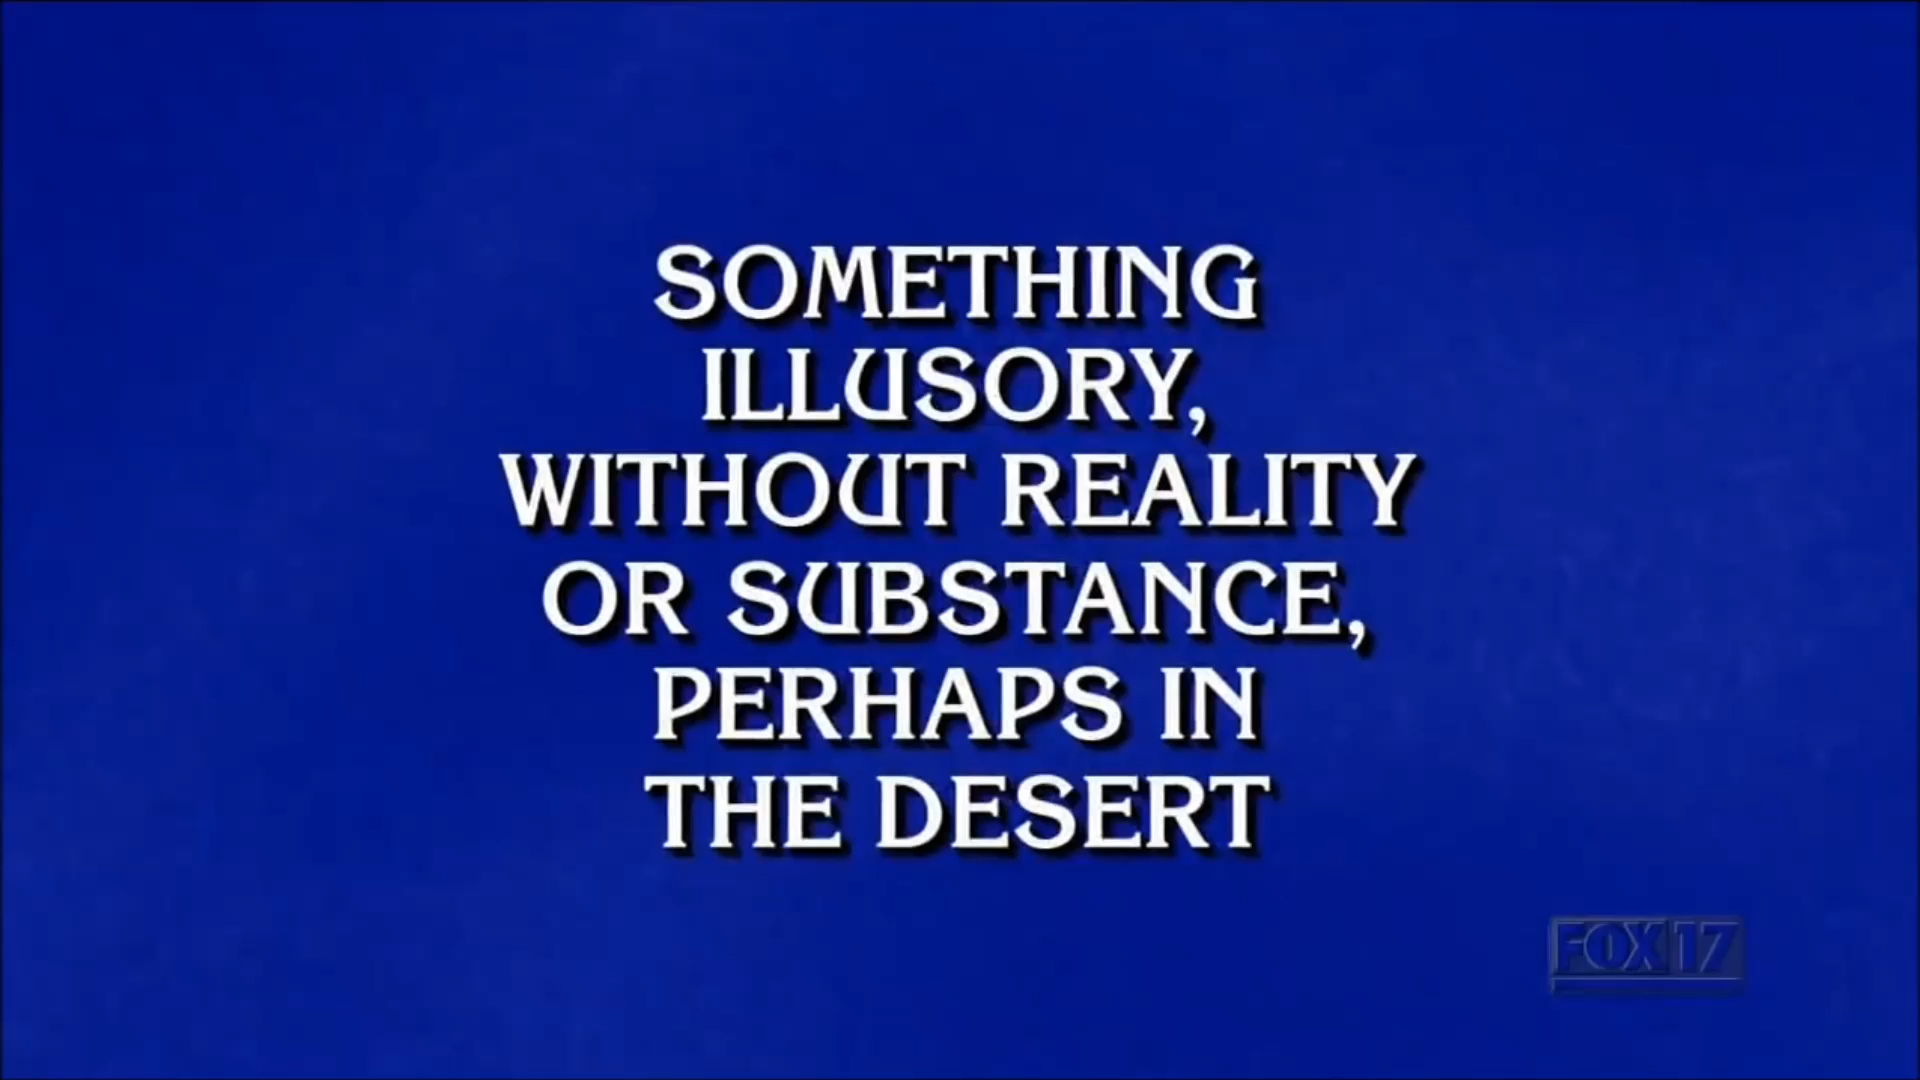 SOMETHING
ILLUSORY,
WITHOUT REALITY
OR SUBSTANCE,
PERHAPS IN
THE DESERT
FOX 17